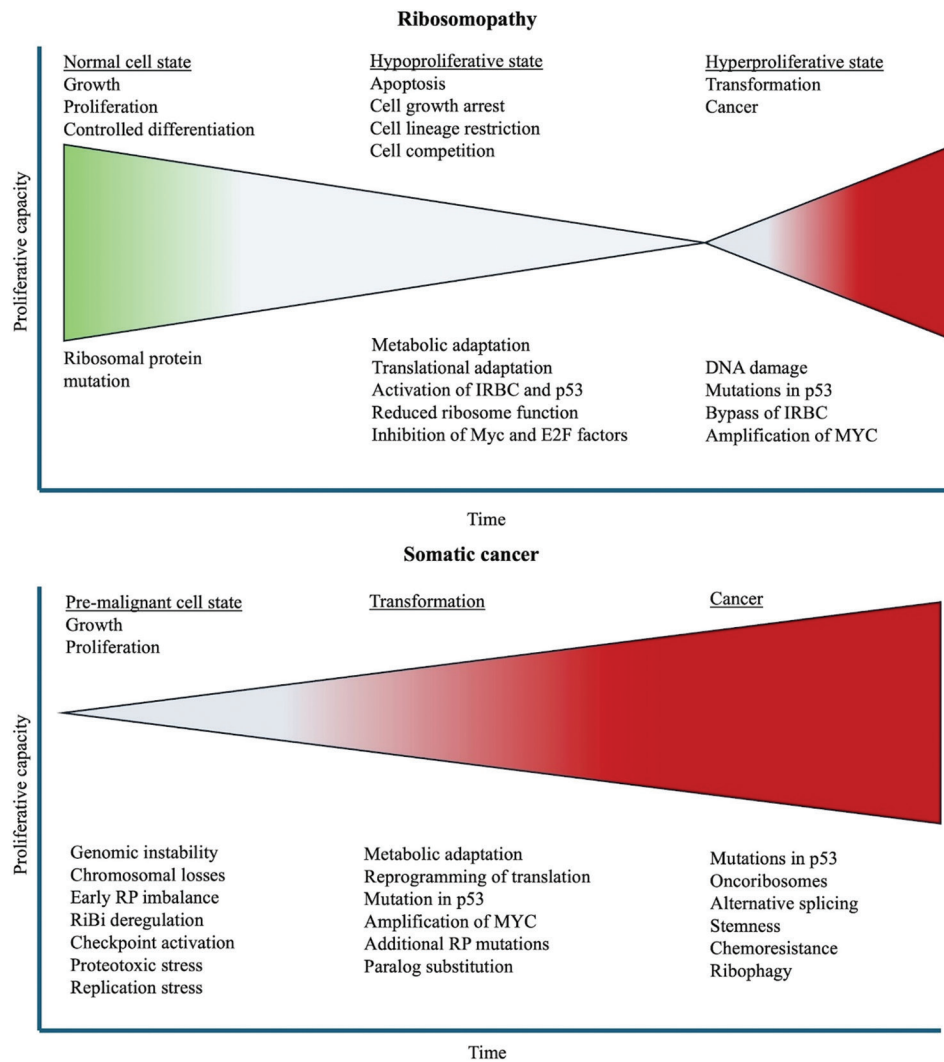 Ribosomopathy
Normal cell state
Growth
Proliferation
Controlled differentiation
Hypoproliferative state
Apoptosis
Cell growth arrest
Cell lineage restriction
Cell competition
Hyperproliferative state
Transformation
Cancer
Proliferative capacity
Ribosomal protein
mutation
Metabolic adaptation
Translational adaptation
Activation of IRBC and p53
Reduced ribosome function
Inhibition of Myc and E2F factors
DNA damage
Mutations in p53
Bypass of IRBC
Amplification of MYC
Time
Somatic cancer
Pre-malignant cell state
Growth
Proliferation
Transformation
Cancer
Proliferative capacity
Genomic instability
Chromosomal losses
Early RP imbalance
RiBi deregulation
Checkpoint activation
Proteotoxic stress
Replication stress
Metabolic adaptation
Reprogramming of translation
Mutation in p53
Amplification of MYC
Additional RP mutations
Paralog substitution
Mutations in p53
Oncoribosomes
Alternative splicing
Stemness
Chemoresistance
Ribophagy
Time